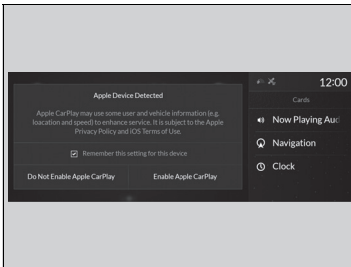 12:00
Apple Device Detected
Cards
Apple CarPlay may use some user and vehicle information (e.g.
loacation and speed) to enhance service. It is subject to the Apple
Privacy Policy and iOS Terms of Use.
Now Playing Aud
Navigation
Remember this setting for this device
Clock
Do Not Enable Apple CarPlay
Enable Apple CarPlay